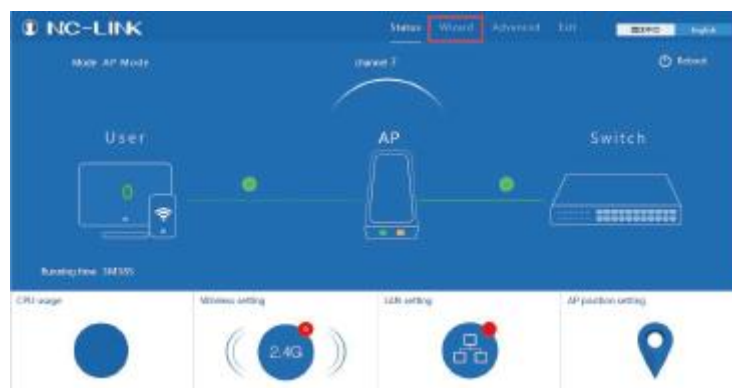 NC-LINK
Status Wizard Advanced Exit English
Mode AP Mode
channel 7
Reboot
User
AP
Switch
0
Running time
CPU usage
Wireless setting
LAN setting
AP position setting
2.4G